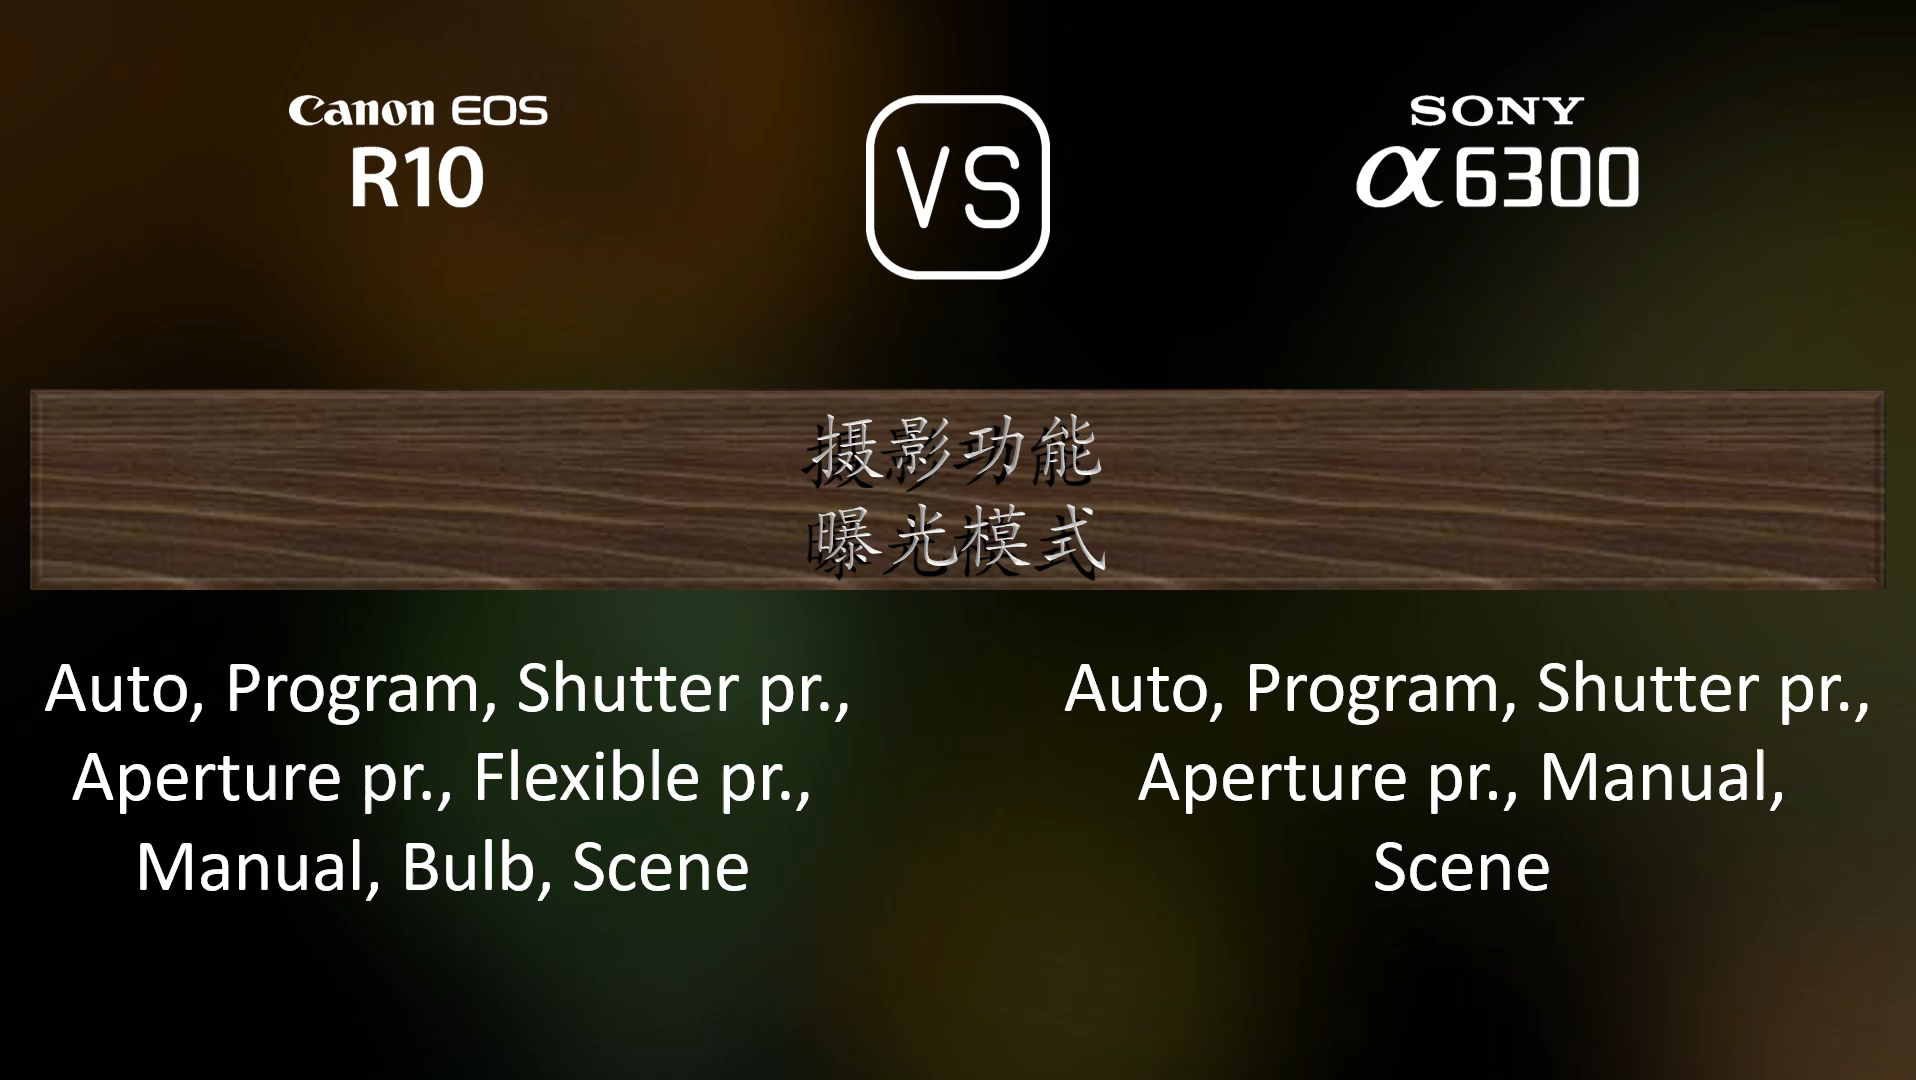 Canon EOS
R10
VS
SONY
α6300
摄影功能
曝光模式
Auto, Program, Shutter pr.,
Aperture pr., Flexible pr.,
Manual, Bulb, Scene
Auto, Program, Shutter pr.,
Aperture pr., Manual,
Scene